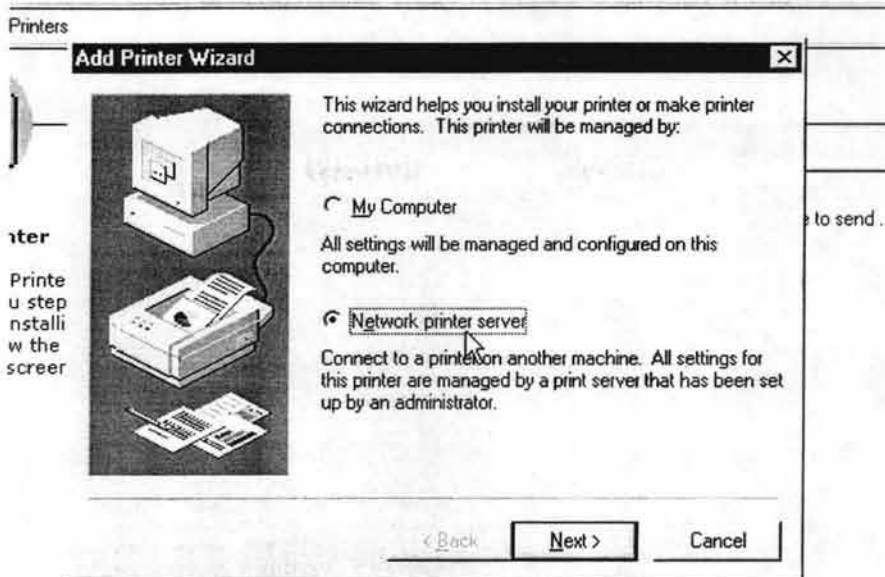 Printers
Add Printer Wizard
This wizard helps you install your printer or make printer
connections. This printer will be managed by:
My Computer
All settings will be managed and configured on this
computer.
Network printer server
Connect to a printer on another machine. All settings for
this printer are managed by a print server that has been set
up by an administrator.
< Back
Next >
Cancel
nter
Printe
u step
nstalli
w the
screer
e to send .